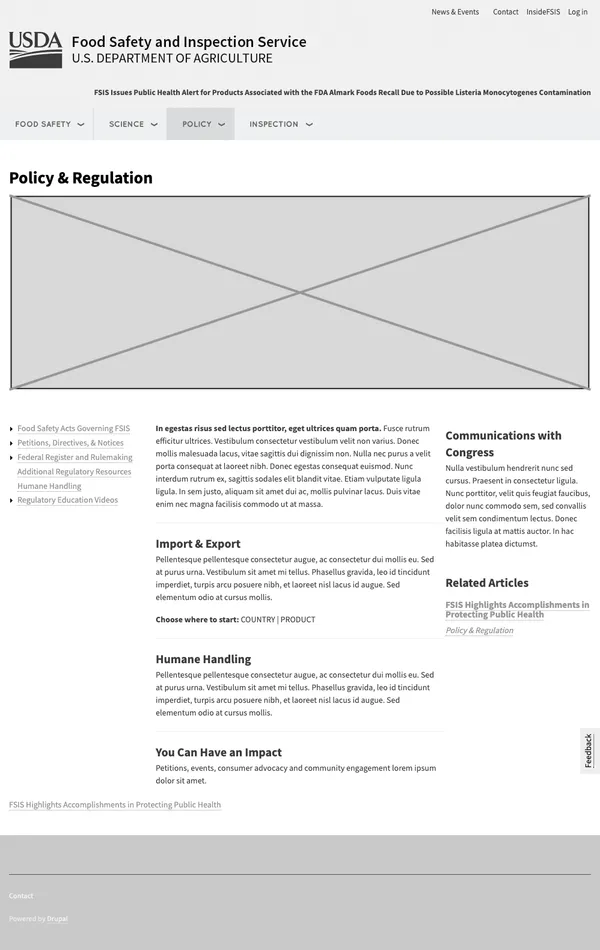 News & Events Contact InsideFSIS Log in
USDA
Food Safety and Inspection Service
U.S. DEPARTMENT OF AGRICULTURE
FSIS Issues Public Health Alert for Products Associated with the FDA Almark Foods Recall Due to Possible Listeria Monocytogenes Contamination
FOOD SAFETY SCIENCE POLICY INSPECTION
Policy & Regulation
Food Safety Acts Governing FSIS
Petitions, Directives, & Notices
Federal Register and Rulemaking
Additional Regulatory Resources
Humane Handling
Regulatory Education Videos
In egestas risus sed lectus porttitor, eget ultrices quam porta. Fusce rutrum
efficitur ultrices. Vestibulum consectetur vestibulum velit non varius. Donec
mollis malesuada lacus, vitae sagittis dui dignissim non. Nulla nec purus a velit
porta consequat at laoreet nibh. Donec egestas consequat euismod. Nunc
interdum rutrum ex, sagittis sodales elit blandit vitae. Etiam vulputate ligula
ligula. In sem justo, aliquam sit amet dui ac, mollis pulvinar lacus. Duis vitae
enim nec magna facilisis commodo ut at massa.
Import & Export
Pellentesque pellentesque consectetur augue, ac consectetur dui mollis eu. Sed
at purus urna. Vestibulum sit amet mi tellus. Phasellus gravida, leo id tincidunt
imperdiet, turpis arcu posuere nibh, et laoreet nisl lacus id augue. Sed
elementum odio at cursus mollis.
Choose where to start: COUNTRY | PRODUCT
Humane Handling
Pellentesque pellentesque consectetur augue, ac consectetur dui mollis eu. Sed
at purus urna. Vestibulum sit amet mi tellus. Phasellus gravida, leo id tincidunt
imperdiet, turpis arcu posuere nibh, et laoreet nisl lacus id augue. Sed
elementum odio at cursus mollis.
You Can Have an Impact
Petitions, events, consumer advocacy and community engagement lorem ipsum
dolor sit amet.
Communications with
Congress
Nulla vestibulum hendrerit nunc sed
cursus. Praesent in consectetur ligula.
Nunc porttitor, velit quis feugiat faucibus,
dolor nunc commodo sem, sed convallis
velit sem condimentum lectus. Donec
facilisis ligula at mattis auctor. In hac
habitasse platea dictumst.
Related Articles
FSIS Highlights Accomplishments in
Protecting Public Health
Policy & Regulation
Feedback
FSIS Highlights Accomplishments in Protecting Public Health
Contact
Powered by Drupal